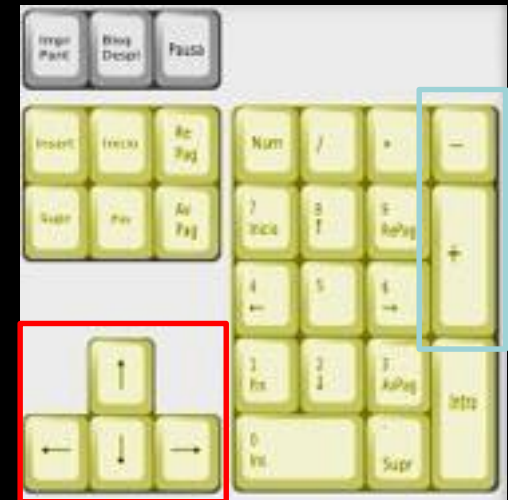 Impr
Pant
Bloq
Despl
Pausa
Insert
Inicio
Re
Pag
Supr
Fin
Av
Pag
Num
/
*
-
7
Inicio
8
↑
9
RePag
+
4
←
5
6
→
1
Fin
2
↓
3
AvPag
Intro
0
Ins
.
Supr
↑
←
↓
→